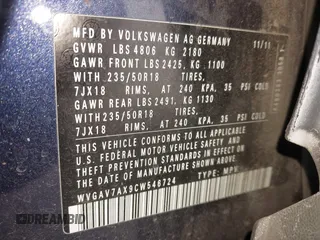 MFD BY VOLKSWAGEN AG GERMANY 11/11
GVWR LBS 4806 KG 2180
GAWR FRONT LBS 2425, KG 1100
WITH 235/50R18 TIRES,
7JX18 RIMS, AT 240 KPA, 35 PSI COLD
GAWR REAR LBS 2491, KG 1130
WITH 235/50R18 TIRES,
7JX18 RIMS, AT 240 KPA, 35 PSI COLD
THIS VEHICLE CONFORMS TO ALL APPLICABLE
U.S. FEDERAL MOTOR VEHICLE SAFETY
STANDARDS IN EFFECT ON THE DATE OF
MANUFACTURE SHOWN ABOVE.
WVGAV7AX9CW548724 TYPE: MPV
DREAMBID